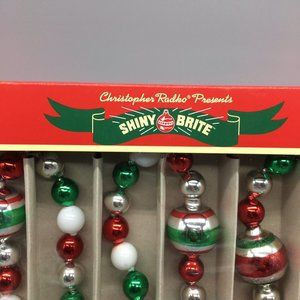 Christopher Radko® Presents
SHINY BRITE